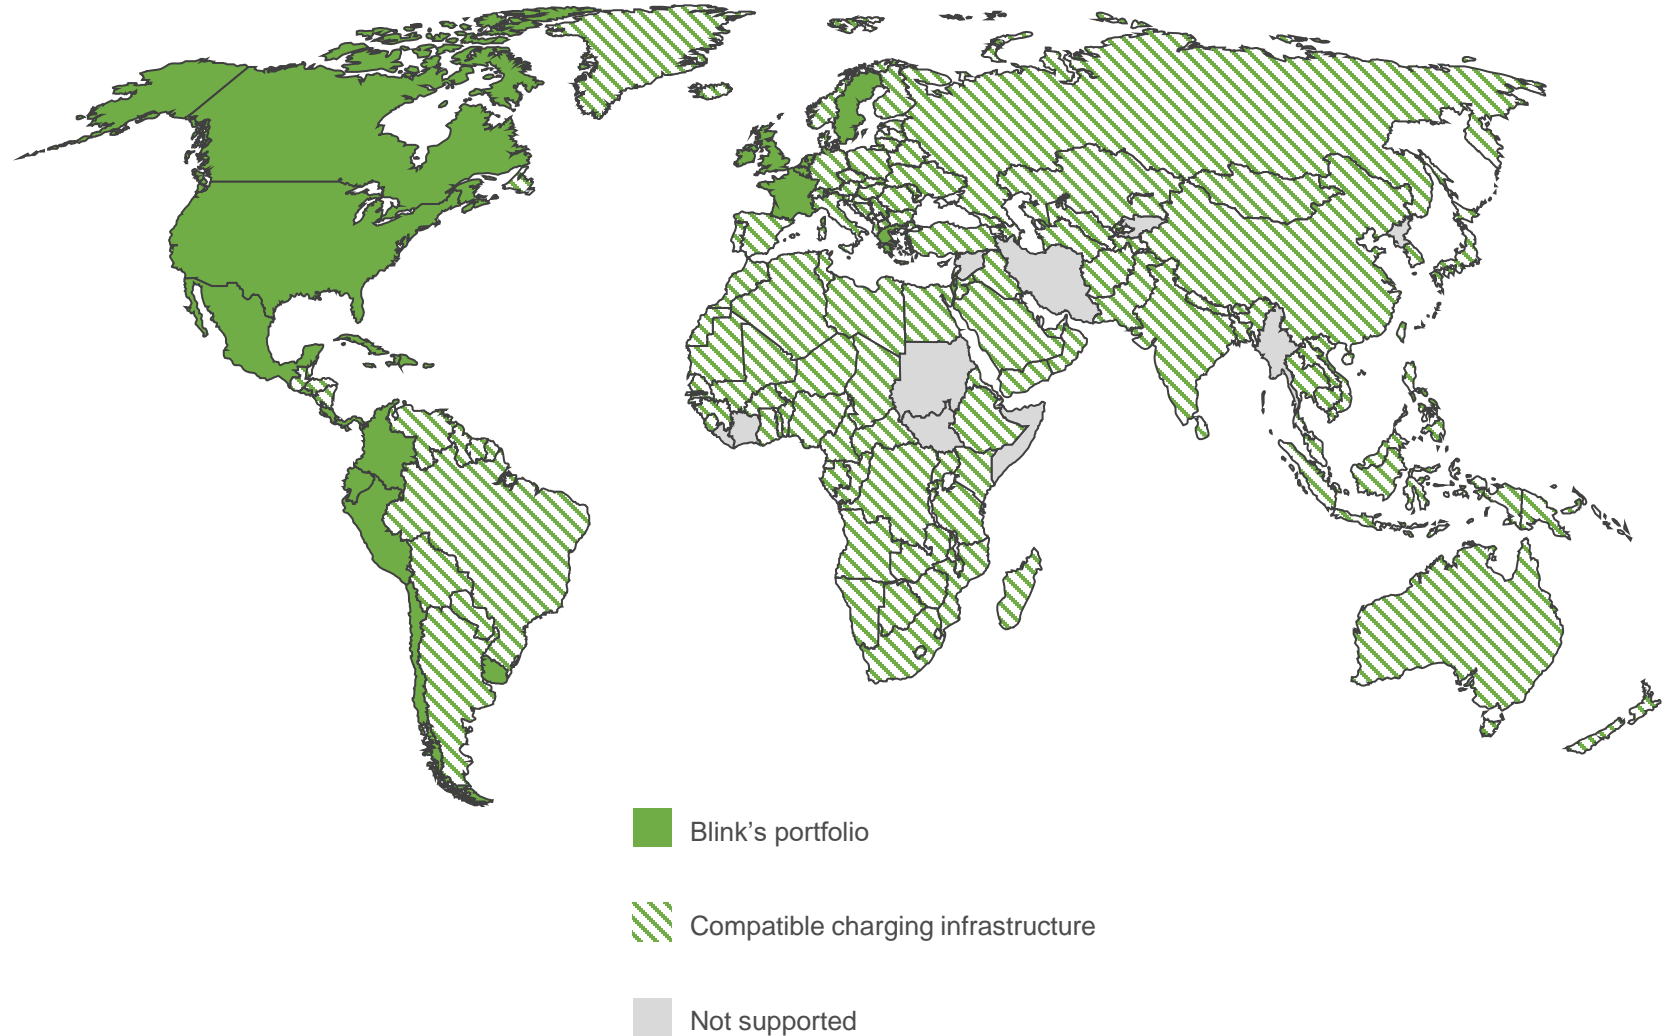 Blink’s portfolio
Compatible charging infrastructure
Not supported